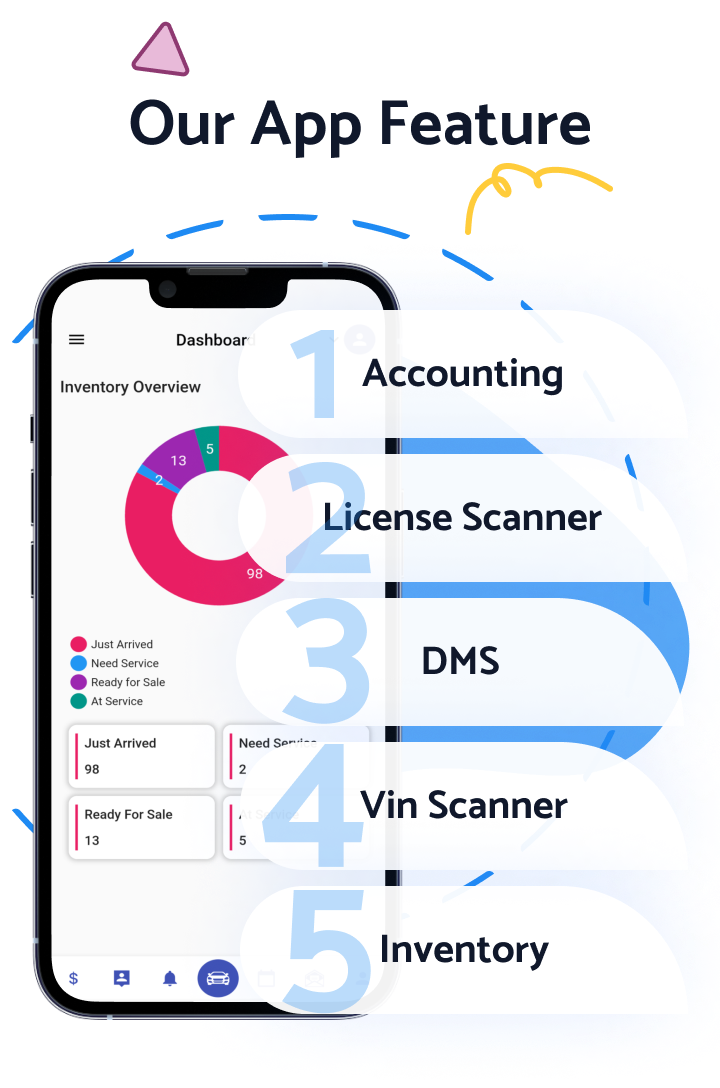 Our App Feature
Dashboard
Inventory Overview
5
13
2
98
Just Arrived
Need Service
Ready for Sale
At Service
Just Arrived
98
Need Service
2
Ready For Sale
13
At Service
5
$
1 Accounting
2 License Scanner
3 DMS
4 Vin Scanner
5 Inventory